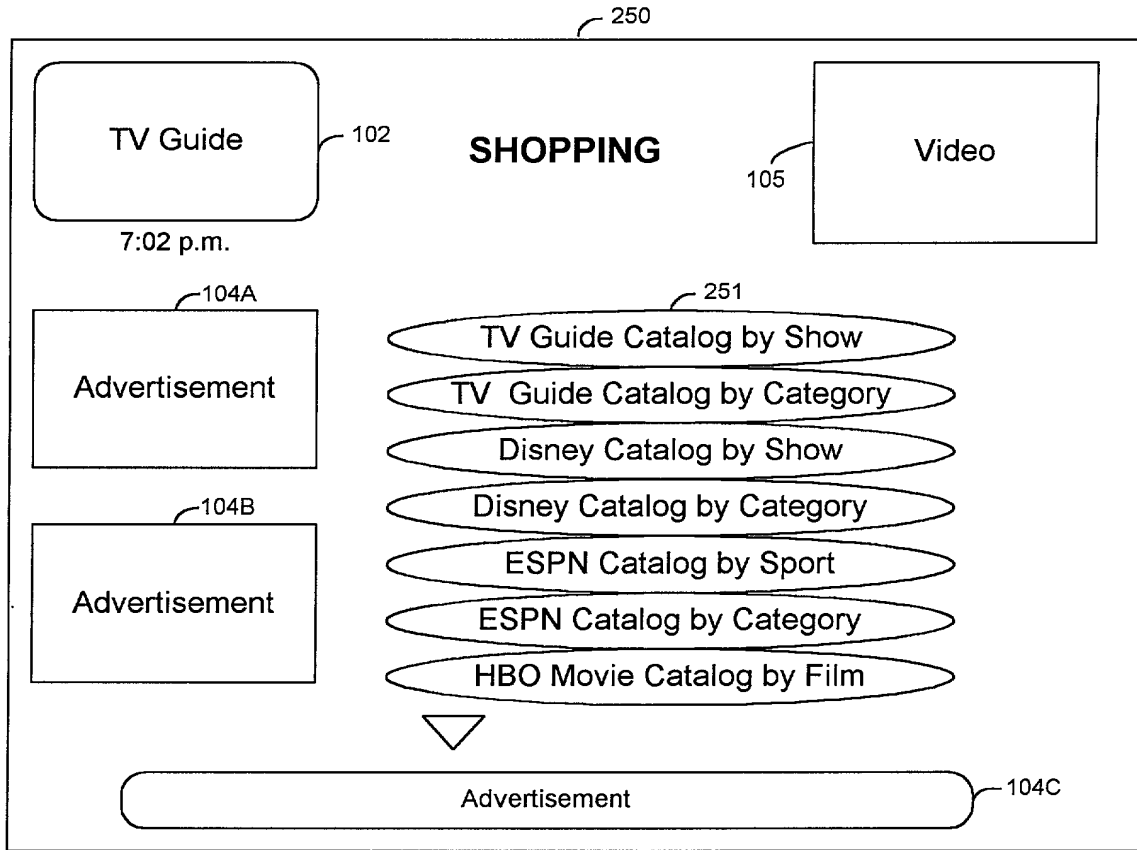 250
TV Guide
102
SHOPPING
105
Video
7:02 p.m.
104A
Advertisement
251
TV Guide Catalog by Show
TV Guide Catalog by Category
Disney Catalog by Show
Disney Catalog by Category
ESPN Catalog by Sport
ESPN Catalog by Category
HBO Movie Catalog by Film
104B
Advertisement
Advertisement
104C